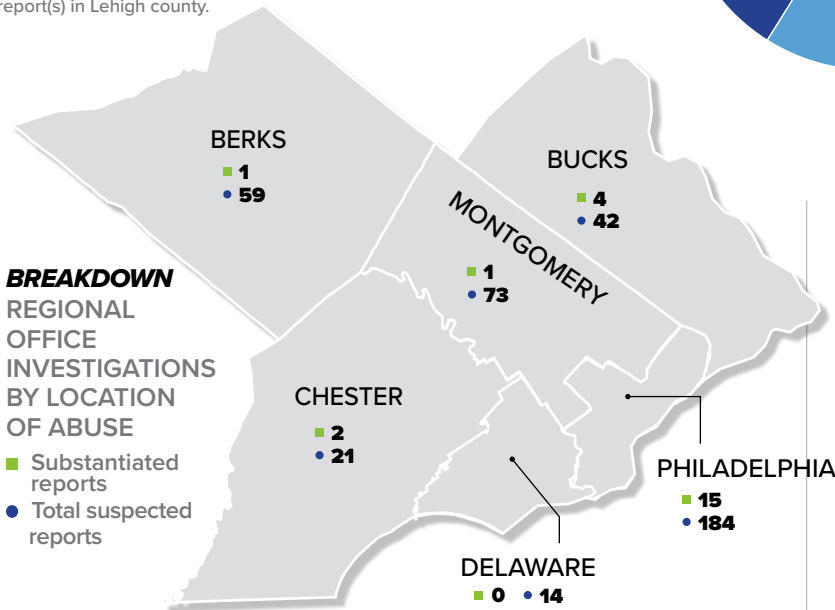 report(s) in Lehigh county.
BERKS
1
59
BUCKS
4
42
MONTGOMERY
1
73
BREAKDOWN
REGIONAL
OFFICE
INVESTIGATIONS
BY LOCATION
OF ABUSE
Substantiated
reports
Total suspected
reports
CHESTER
2
21
PHILADELPHIA
15
184
DELAWARE
0 14